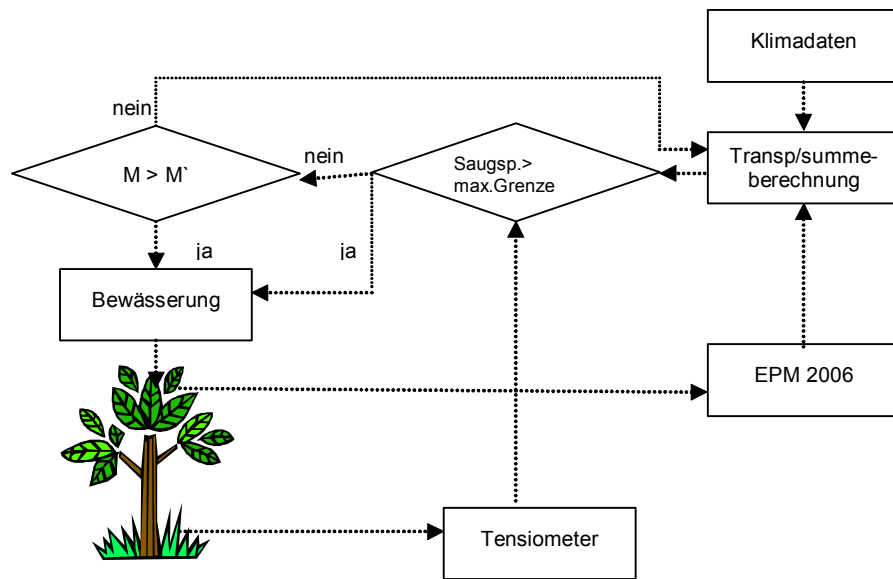 Klimadaten
nein
M > M`
nein
Saugsp.>
max.Grenze
Transp/summe-
berechnung
ja
ja
Bewässerung
EPM 2006
Tensiometer